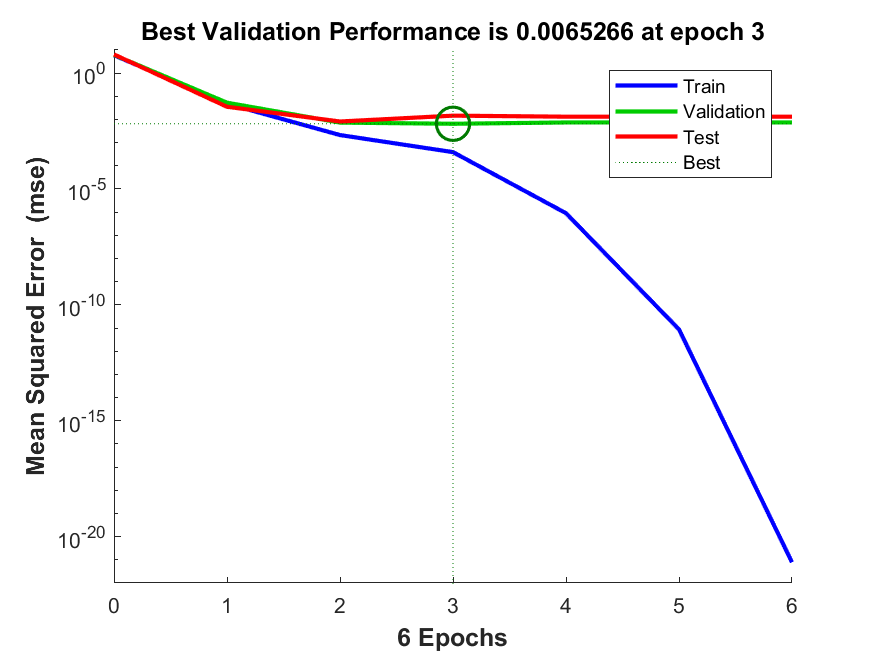 Best Validation Performance is 0.0065266 at epoch 3
Mean Squared Error (mse)
10^0
10^-5
10^-10
10^-15
10^-20
Train
Validation
Test
Best
0 1 2 3 4 5 6
6 Epochs